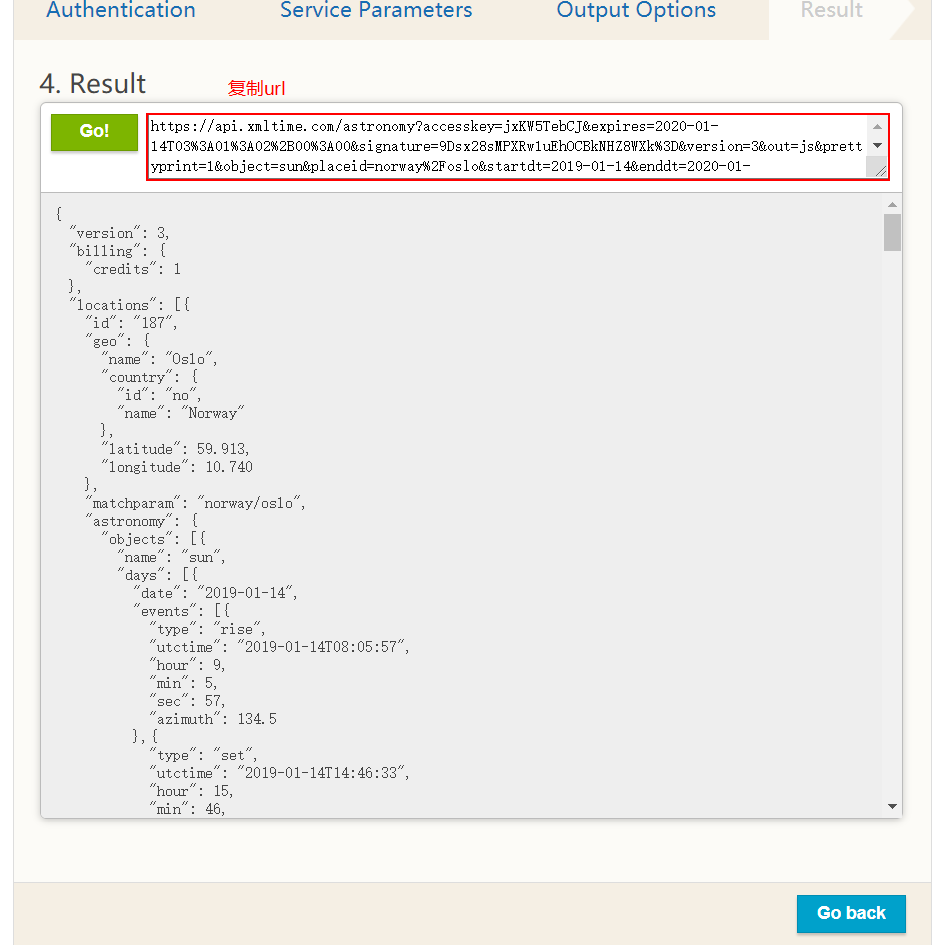 Authentication Service Parameters Output Options Result
4. Result
复制url
Go!
https://api.xmltime.com/astronomy?accesskey=jxKW5TebCJ&expires=2020-01-
14T03%3A01%3A02%2B00%3A00&signature=9Dsx28sMPXRw1uEhOCBkNHZ8WXk%3D&version=3&out=js&prett
yprint=1&object=sun&placeid=norway%2Foslo&startdt=2019-01-14&enddt=2020-01-
{
"version": 3,
"billing": {
"credits": 1
},
"locations": [{
"id": "187",
"geo": {
"name": "Oslo",
"country": {
"id": "no",
"name": "Norway"
},
"latitude": 59.913,
"longitude": 10.740
},
"matchparam": "norway/oslo",
"astronomy": {
"objects": [{
"name": "sun",
"days": [{
"date": "2019-01-14",
"events": [{
"type": "rise",
"utctime": "2019-01-14T08:05:57",
"hour": 9,
"min": 5,
"sec": 57,
"azimuth": 134.5
},{
"type": "set",
"utctime": "2019-01-14T14:46:33",
"hour": 15,
"min": 46,
Go back